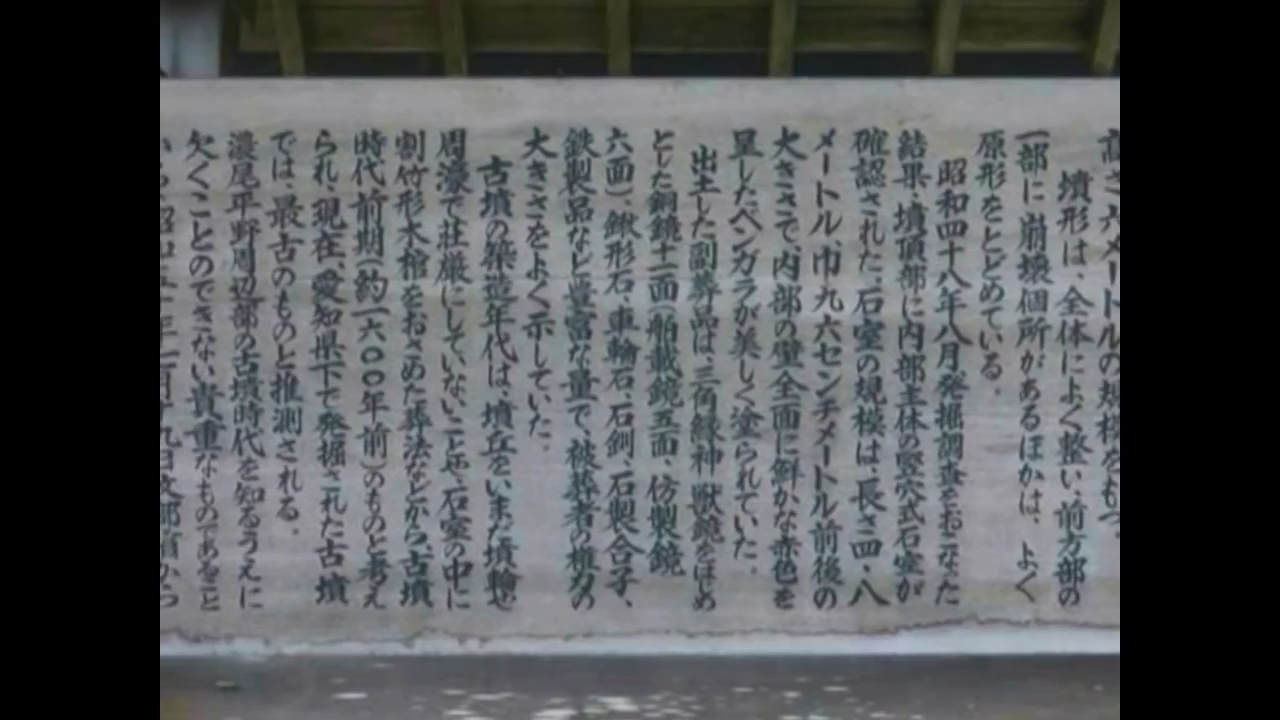 高さ六メートルの規模をもつ。
墳形は、全体によく整い、前方部の
一部に崩壊個所があるほかは、よく
原形をとどめている。
昭和四十八年八月発掘調査をおこなった
結果、墳頂部に内部主体の竪穴式石室が
確認された。石室の規模は、長さ四・八
メートル、巾九六センチメートル前後の
大きさで、内部の壁全面に鮮かな赤色を
呈したベンガラが美しく塗られていた。
出土した副葬品は、三角縁神獣鏡をはじめ
とした銅鏡十一面(舶載鏡五面、仿製鏡
六面)、鍬形石、車輪石、石釧、石製合子、
鉄製品など豊富な量で、被葬者の権力の
大きさをよく示していた。
古墳の築造年代は、墳丘をいまだ墳輪や
周濠で荘厳にしていないことや、石室の中に
割竹形木棺をおさめた葬法などから、古墳
時代前期(約一六〇〇年前)のものと考え
られ、現在、愛知県下で発掘された古墳
では、最古のものと推測される。
濃尾平野周辺部の古墳時代を知るうえに
欠くことのできない貴重なものであること
から昭和五 年二月十九日文部省から